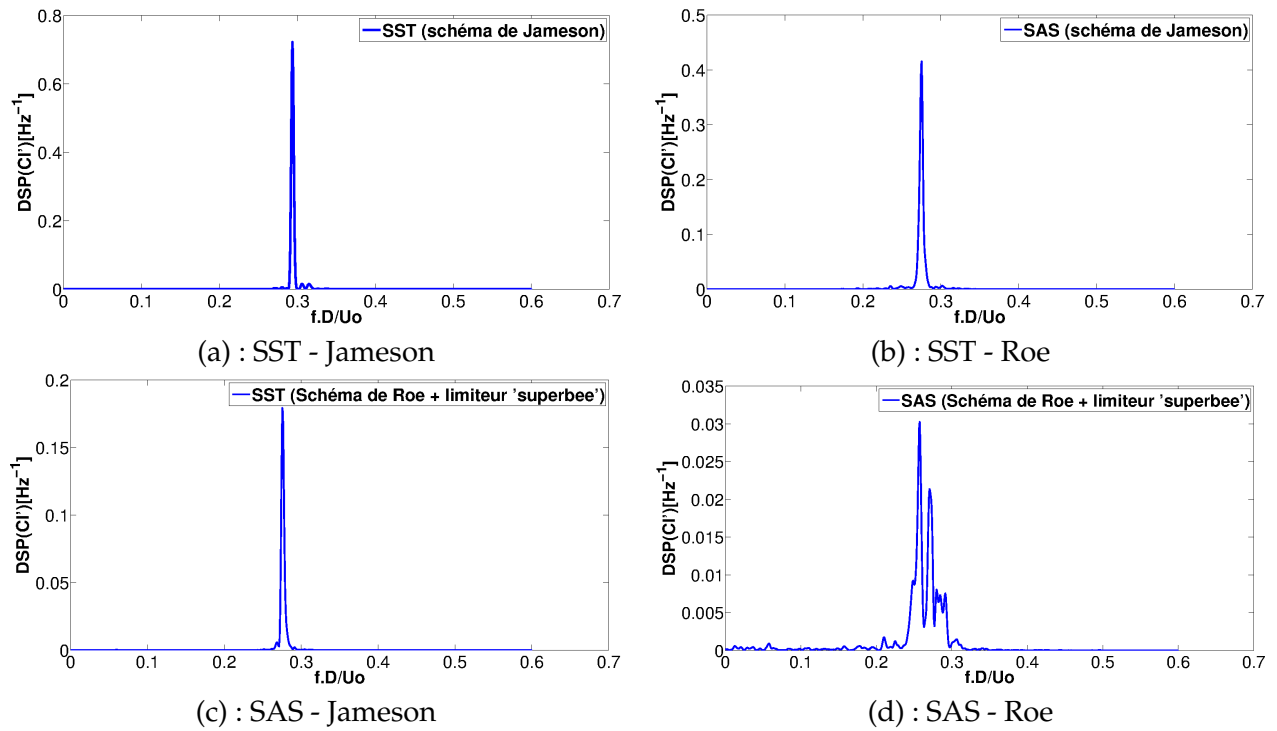 SST (schéma de Jameson)
DSP(Cl')[Hz⁻¹]
0.8
0.6
0.4
0.2
0
0 0.1 0.2 0.3 0.4 0.5 0.6 0.7
f.D/Uo
(a) : SST - Jameson
SAS (schéma de Jameson)
DSP(Cl')[Hz⁻¹]
0.5
0.4
0.3
0.2
0.1
0
0 0.1 0.2 0.3 0.4 0.5 0.6 0.7
f.D/Uo
(b) : SST - Roe
SST (Schéma de Roe + limiteur 'superbee')
DSP(Cl')[Hz⁻¹]
0.2
0.15
0.1
0.05
0
0 0.1 0.2 0.3 0.4 0.5 0.6 0.7
f.D/Uo
(c) : SAS - Jameson
SAS (Schéma de Roe + limiteur 'superbee')
DSP(Cl')[Hz⁻¹]
0.035
0.03
0.025
0.02
0.015
0.01
0.005
0
0 0.1 0.2 0.3 0.4 0.5 0.6 0.7
f.D/Uo
(d) : SAS - Roe